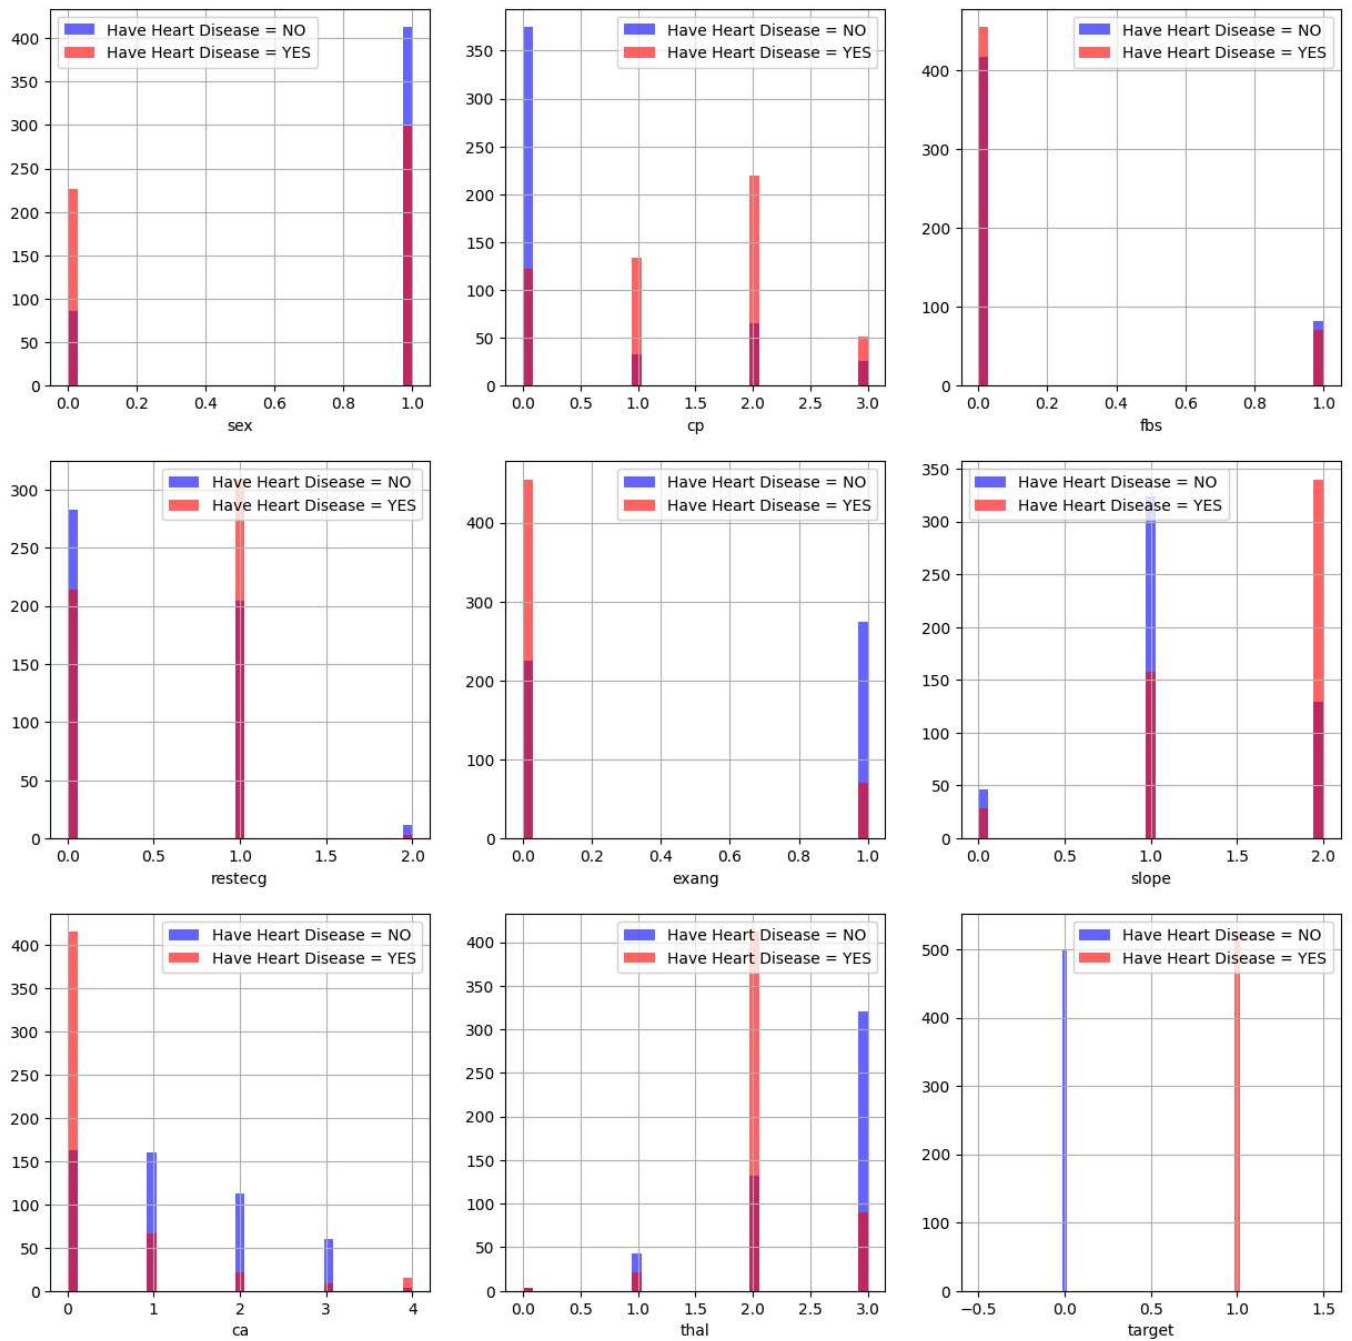 Have Heart Disease = NO
Have Heart Disease = YES
400
350
300
250
200
150
100
50
0
0.0 0.2 0.4 0.6 0.8 1.0
sex
Have Heart Disease = NO
Have Heart Disease = YES
350
300
250
200
150
100
50
0
0.0 0.5 1.0 1.5 2.0 2.5 3.0
cp
Have Heart Disease = NO
Have Heart Disease = YES
400
300
200
100
0
0.0 0.2 0.4 0.6 0.8 1.0
fbs
Have Heart Disease = NO
Have Heart Disease = YES
300
250
200
150
100
50
0
0.0 0.5 1.0 1.5 2.0
restecg
Have Heart Disease = NO
Have Heart Disease = YES
400
300
200
100
0
0.0 0.2 0.4 0.6 0.8 1.0
exang
350
Have Heart Disease = NO
Have Heart Disease = YES
300
250
200
150
100
50
0
0.0 0.5 1.0 1.5 2.0
slope
Have Heart Disease = NO
Have Heart Disease = YES
400
350
300
250
200
150
100
50
0
0 1 2 3 4
ca
Have Heart Disease = NO
Have Heart Disease = YES
400
350
300
250
200
150
100
50
0
0.0 0.5 1.0 1.5 2.0 2.5 3.0
thal
Have Heart Disease = NO
Have Heart Disease = YES
500
400
300
200
100
0
−0.5 0.0 0.5 1.0 1.5
target